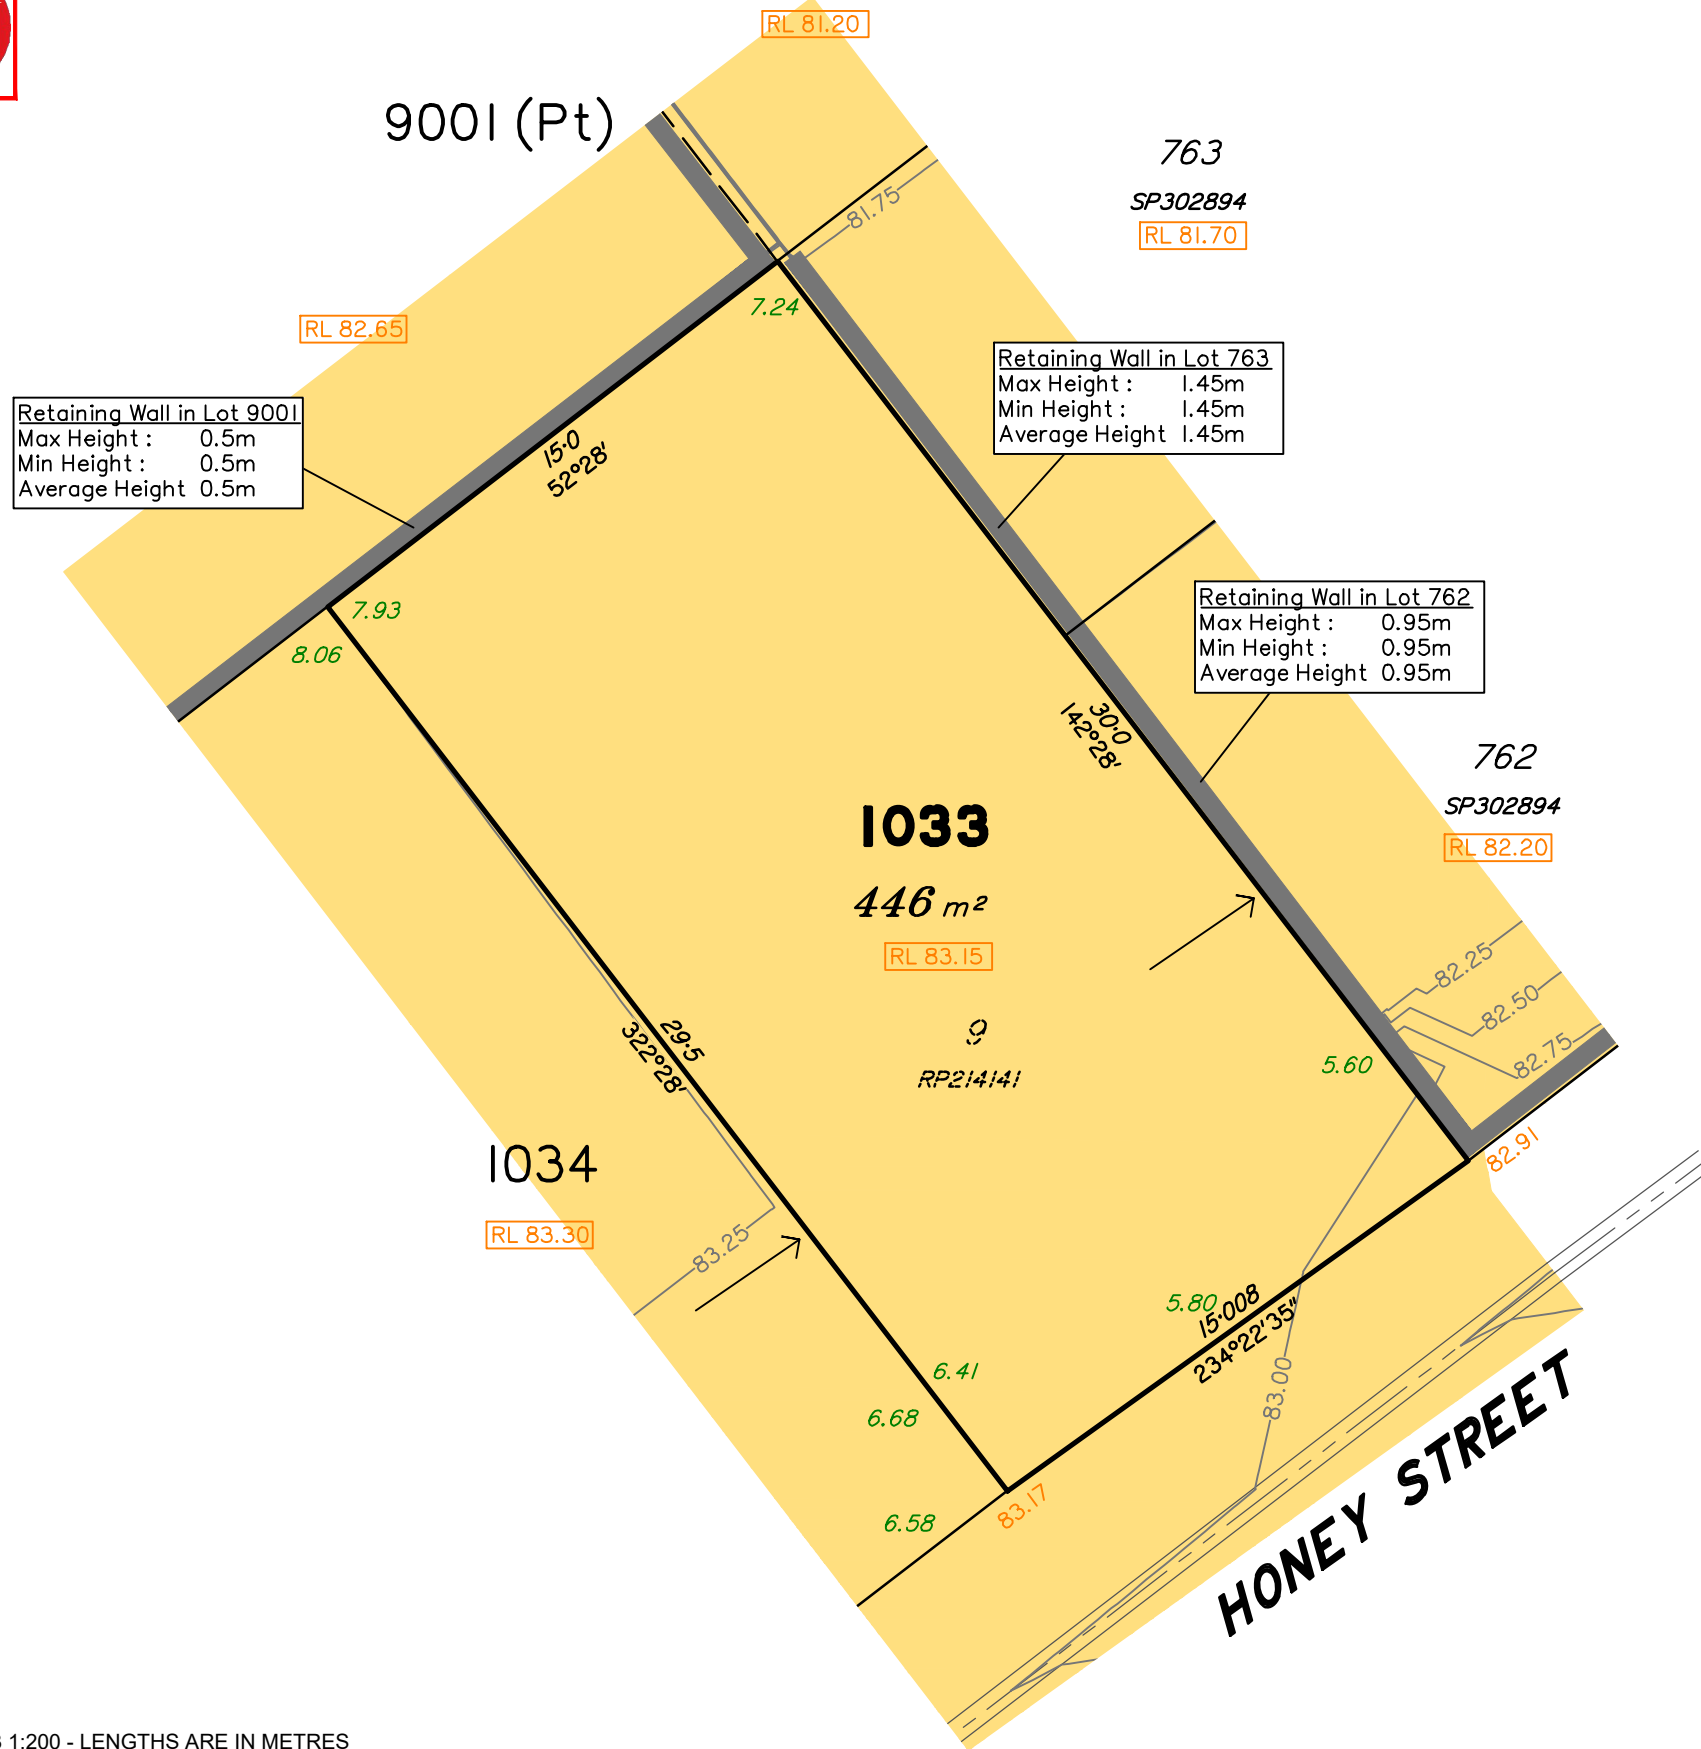 RL 81.20
9001 (Pt)
763
SP302894
RL 81.70
81.75
7.24
RL 82.65
Retaining Wall in Lot 763
Max Height : 1.45m
Min Height : 1.45m
Average Height 1.45m
Retaining Wall in Lot 9001
Max Height : 0.5m
Min Height : 0.5m
Average Height 0.5m
15·0
52°28'
7.93
8.06
Retaining Wall in Lot 762
Max Height : 0.95m
Min Height : 0.95m
Average Height 0.95m
30·0
142°28'
762
SP302894
RL 82.20
1033
446 m²
RL 83.15
9
RP214141
82.25
82.50
82.75
29·5
322°28'
5.60
82.91
1034
RL 83.30
83.25
5.80
15·008
234°22'35"
83.00
6.41
6.68
6.58
83.17
HONEY STREET
1:200 - LENGTHS ARE IN METRES